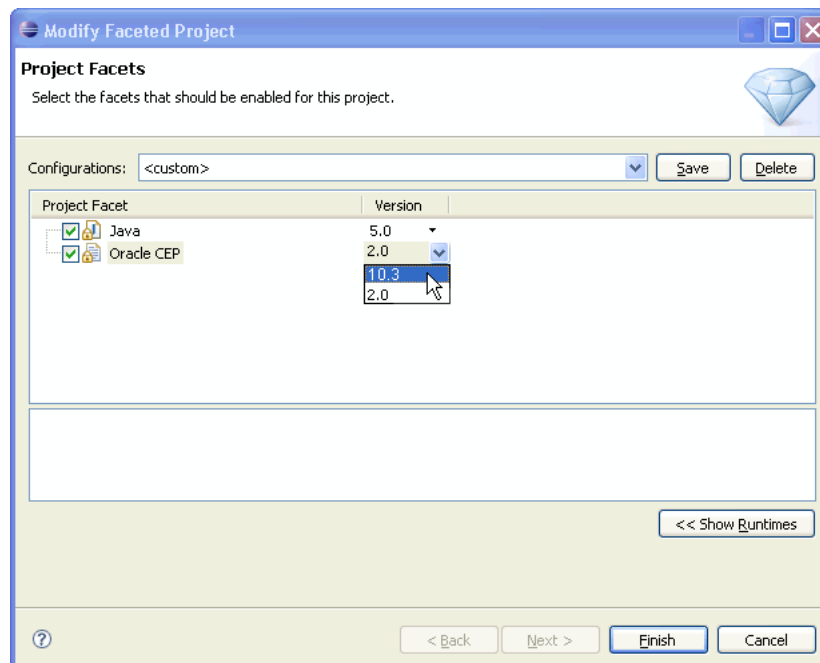 Modify Faceted Project
Project Facets
Select the facets that should be enabled for this project.
Configurations: <custom> Save Delete
Project Facet Version
Java 5.0
Oracle CEP 2.0
10.3
2.0
<< Show Runtimes
? < Back Next > Finish Cancel